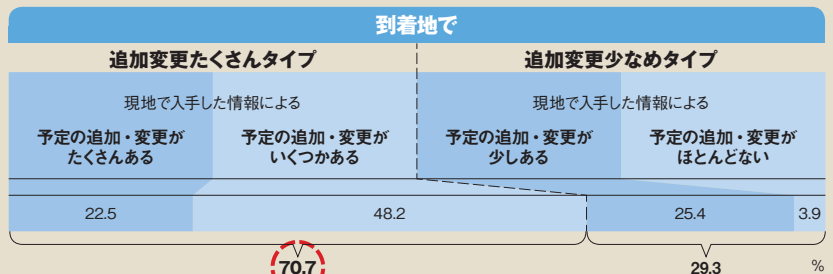 到着地で
追加変更たくさんタイプ
追加変更少なめタイプ
現地で入手した情報による
現地で入手した情報による
予定の追加・変更が
たくさんある
予定の追加・変更が
いくつかある
予定の追加・変更が
少しある
予定の追加・変更が
ほとんどない
22.5 48.2 25.4 3.9
70.7 29.3 %